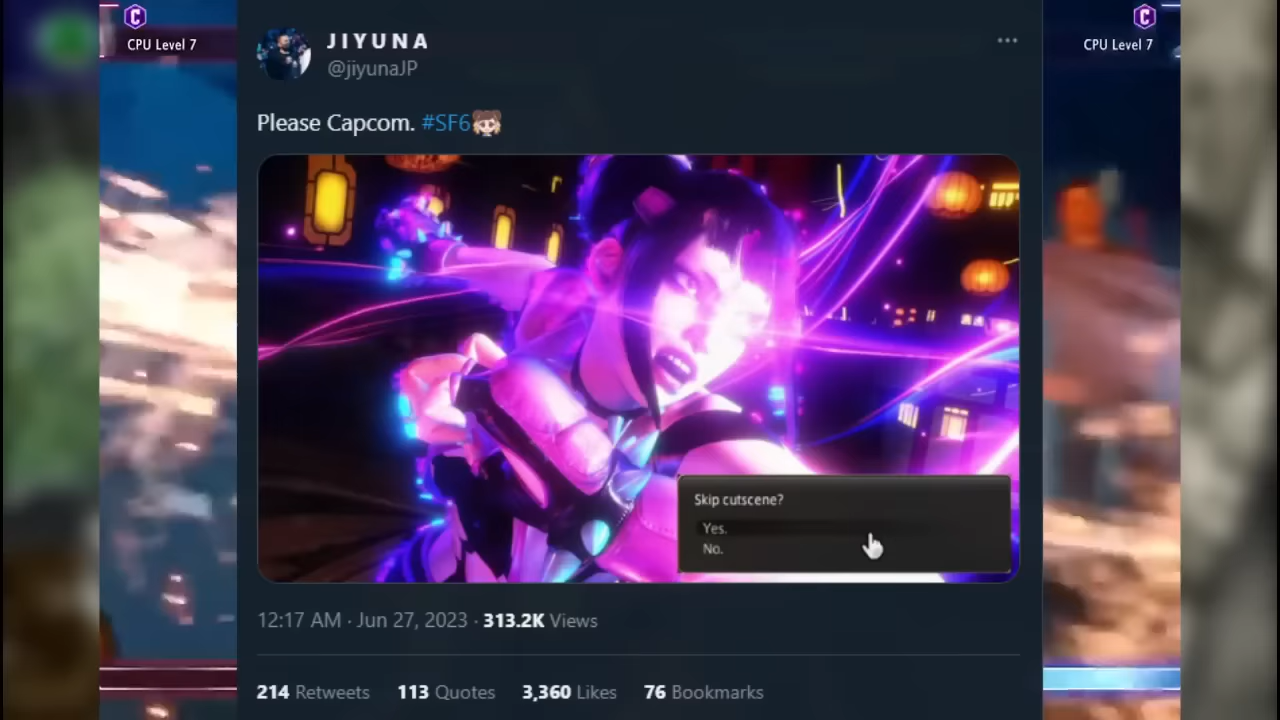 C
CPU Level 7
C
CPU Level 7
JIYUNA
@jiyunaJP
Please Capcom. #SF6
Skip cutscene?
Yes.
No.
12:17 AM · Jun 27, 2023 · 313.2K Views
214 Retweets 113 Quotes 3,360 Likes 76 Bookmarks